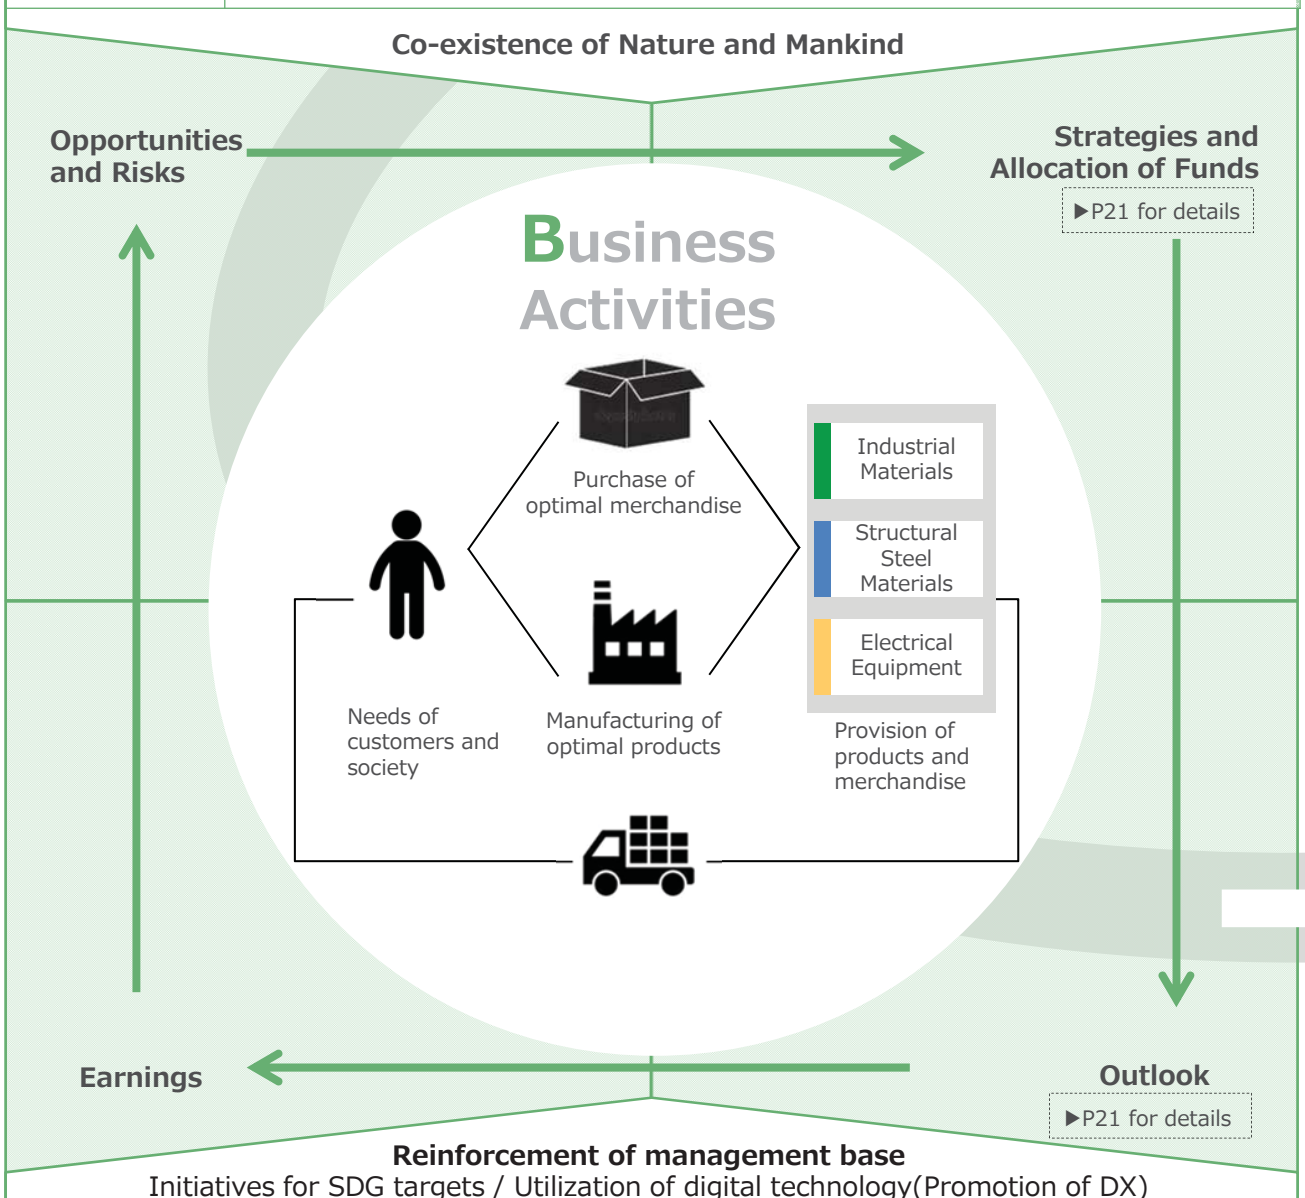 Co-existence of Nature and Mankind
Opportunities
and Risks
Strategies and
Allocation of Funds
▶P21 for details
Business
Activities
Purchase of
optimal merchandise
Industrial
Materials
Structural
Steel
Materials
Electrical
Equipment
Needs of
customers and
society
Manufacturing of
optimal products
Provision of
products and
merchandise
Earnings
Outlook
▶P21 for details
Reinforcement of management base
Initiatives for SDG targets / Utilization of digital technology(Promotion of DX)